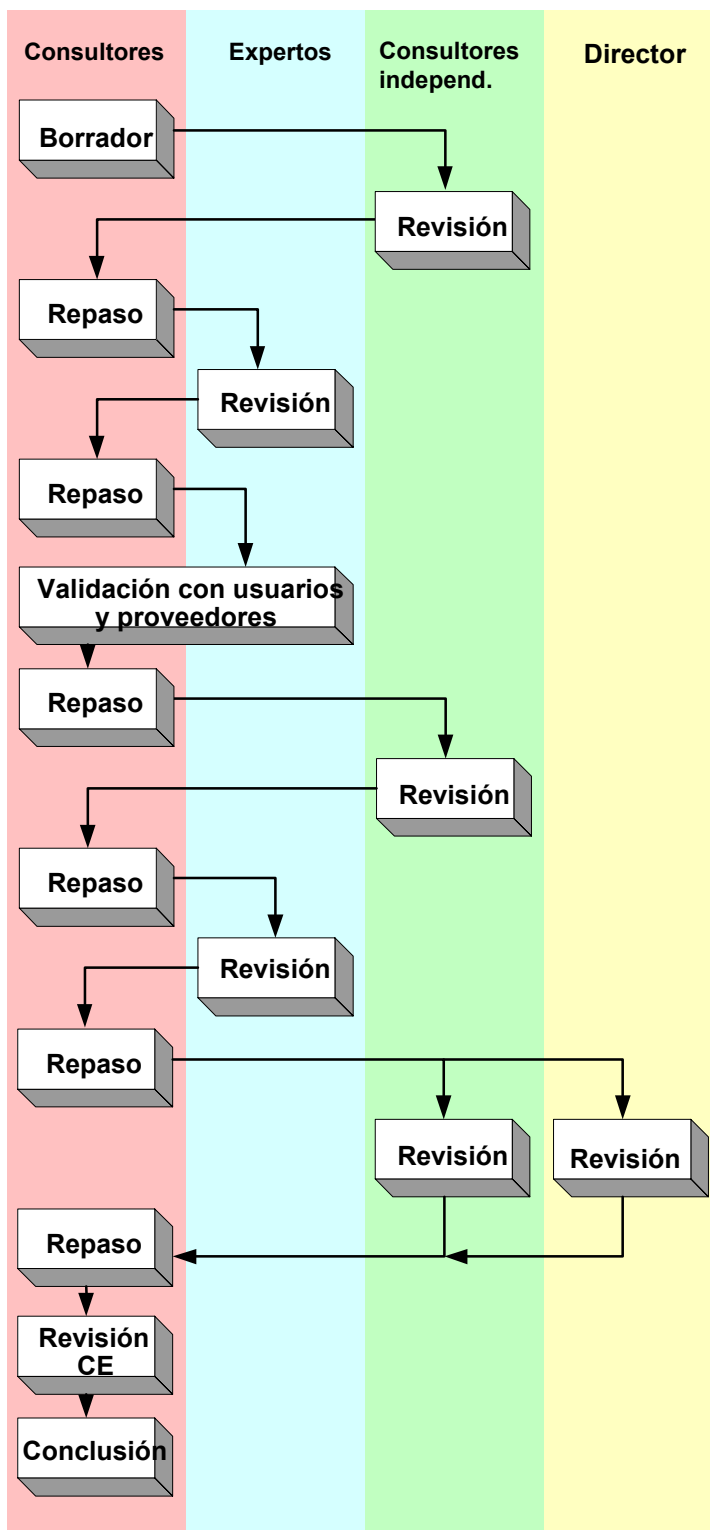 Consultores
Expertos
Consultores
independ.
Director
Borrador
Revisión
Repaso
Revisión
Repaso
Validación con usuarios
y proveedores
Repaso
Revisión
Repaso
Revisión
Repaso
Revisión
Revisión
Repaso
Revisión
CE
Conclusión